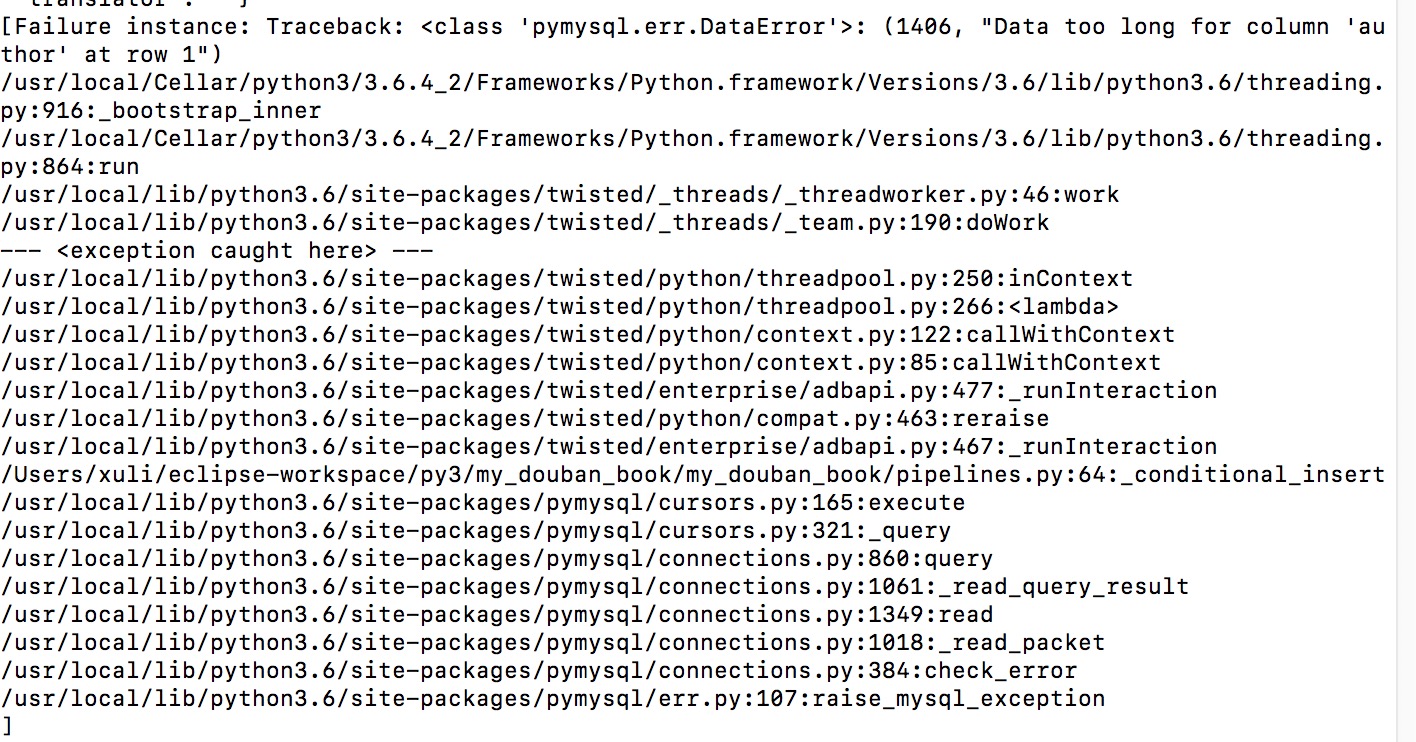 [Failure instance: Traceback: <class 'pymysql.err.DataError'>: (1406, "Data too long for column 'au
thor' at row 1")
/usr/local/Cellar/python3/3.6.4_2/Frameworks/Python.framework/Versions/3.6/lib/python3.6/threading.
py:916:_bootstrap_inner
/usr/local/Cellar/python3/3.6.4_2/Frameworks/Python.framework/Versions/3.6/lib/python3.6/threading.
py:864:run
/usr/local/lib/python3.6/site-packages/twisted/_threads/_threadworker.py:46:work
/usr/local/lib/python3.6/site-packages/twisted/_threads/_team.py:190:doWork
--- <exception caught here> ---
/usr/local/lib/python3.6/site-packages/twisted/python/threadpool.py:250:inContext
/usr/local/lib/python3.6/site-packages/twisted/python/threadpool.py:266:<lambda>
/usr/local/lib/python3.6/site-packages/twisted/python/context.py:122:callWithContext
/usr/local/lib/python3.6/site-packages/twisted/python/context.py:85:callWithContext
/usr/local/lib/python3.6/site-packages/twisted/enterprise/adbapi.py:477:_runInteraction
/usr/local/lib/python3.6/site-packages/twisted/python/compat.py:463:reraise
/usr/local/lib/python3.6/site-packages/twisted/enterprise/adbapi.py:467:_runInteraction
/Users/xuli/eclipse-workspace/py3/my_douban_book/my_douban_book/pipelines.py:64:_conditional_insert
/usr/local/lib/python3.6/site-packages/pymysql/cursors.py:165:execute
/usr/local/lib/python3.6/site-packages/pymysql/cursors.py:321:_query
/usr/local/lib/python3.6/site-packages/pymysql/connections.py:860:query
/usr/local/lib/python3.6/site-packages/pymysql/connections.py:1061:_read_query_result
/usr/local/lib/python3.6/site-packages/pymysql/connections.py:1349:read
/usr/local/lib/python3.6/site-packages/pymysql/connections.py:1018:_read_packet
/usr/local/lib/python3.6/site-packages/pymysql/connections.py:384:check_error
/usr/local/lib/python3.6/site-packages/pymysql/err.py:107:raise_mysql_exception
]